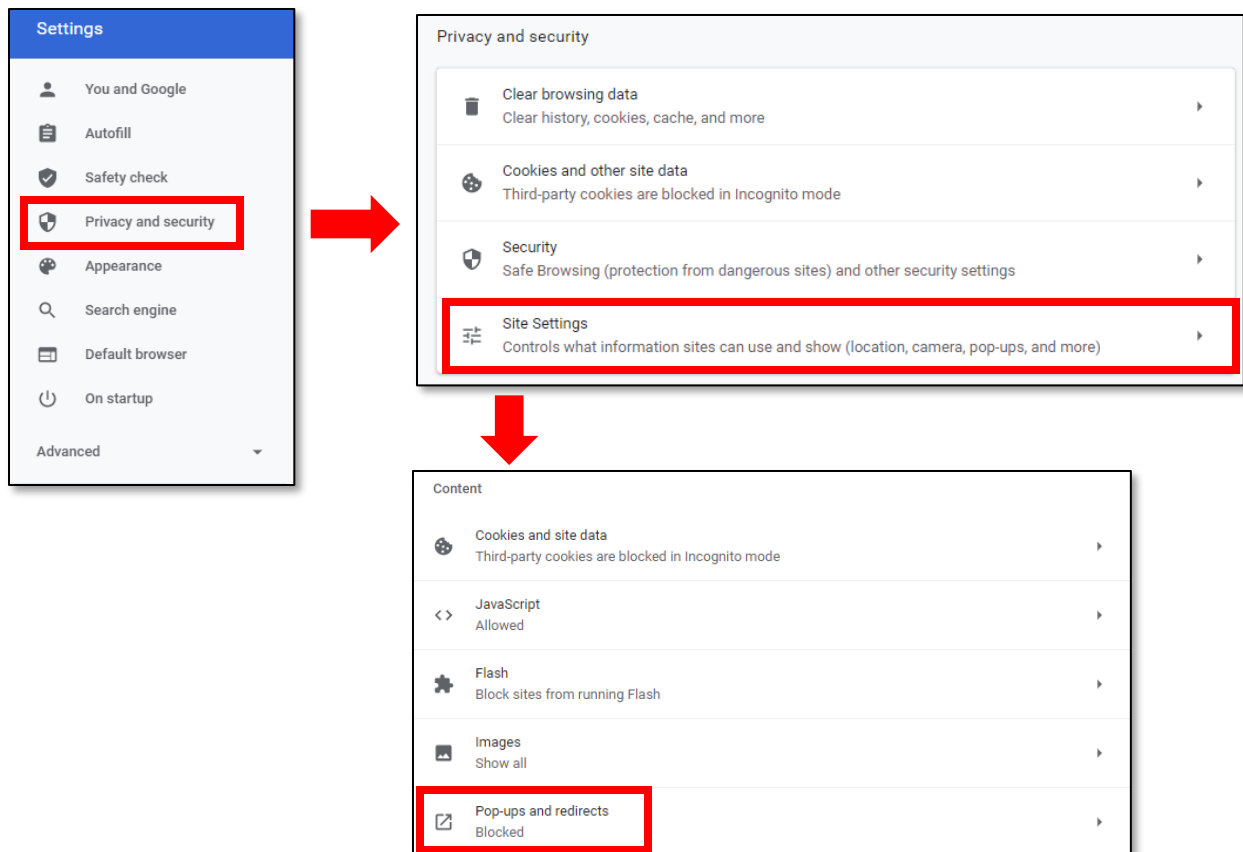 Settings
You and Google
Autofill
Safety check
Privacy and security
Appearance
Search engine
Default browser
On startup
Advanced
Privacy and security
Clear browsing data
Clear history, cookies, cache, and more
Cookies and other site data
Third-party cookies are blocked in Incognito mode
Security
Safe Browsing (protection from dangerous sites) and other security settings
Site Settings
Controls what information sites can use and show (location, camera, pop-ups, and more)
Content
Cookies and site data
Third-party cookies are blocked in Incognito mode
JavaScript
Allowed
Flash
Block sites from running Flash
Images
Show all
Pop-ups and redirects
Blocked